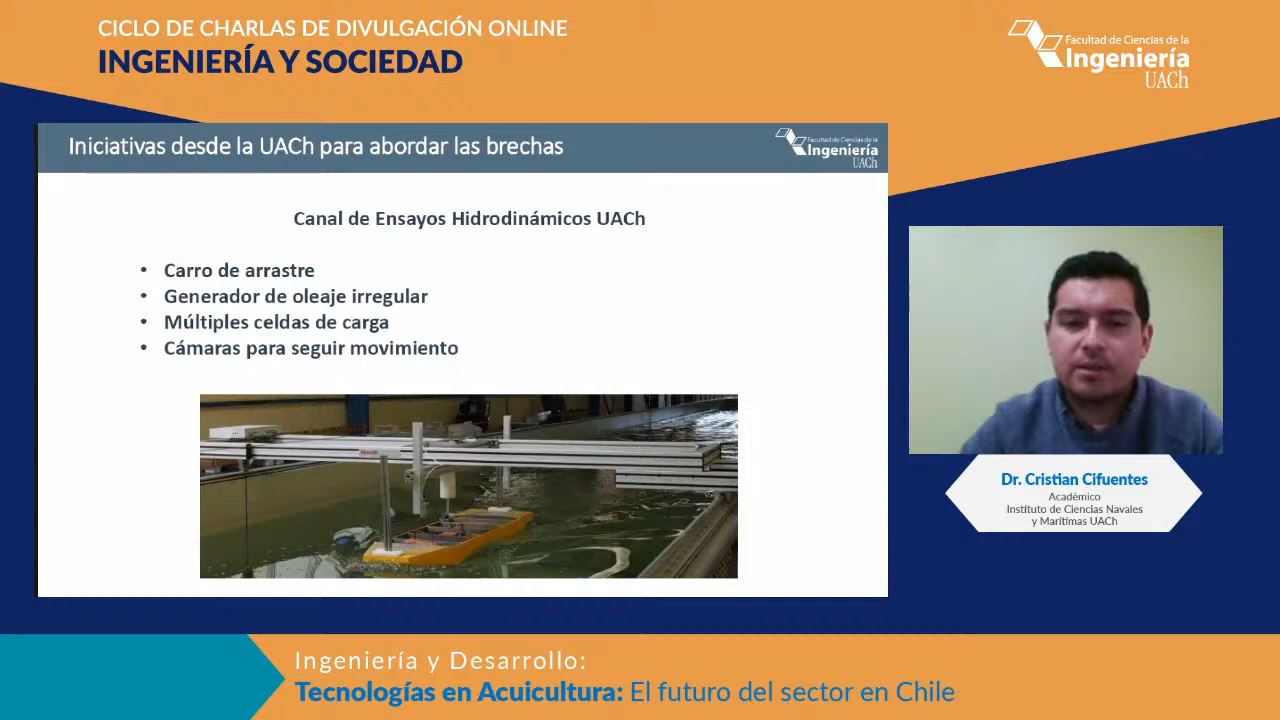 CICLO DE CHARLAS DE DIVULGACIÓN ONLINE
INGENIERÍA Y SOCIEDAD
Facultad de Ciencias de la
Ingeniería
UACh
Iniciativas desde la UACh para abordar las brechas
Facultad de Ciencias de la
Ingeniería
UACh
Canal de Ensayos Hidrodinámicos UACh
• Carro de arrastre
• Generador de oleaje irregular
• Múltiples celdas de carga
• Cámaras para seguir movimiento
Dr. Cristian Cifuentes
Académico
Instituto de Ciencias Navales
y Marítimas UACh
Ingeniería y Desarrollo:
Tecnologías en Acuicultura: El futuro del sector en Chile